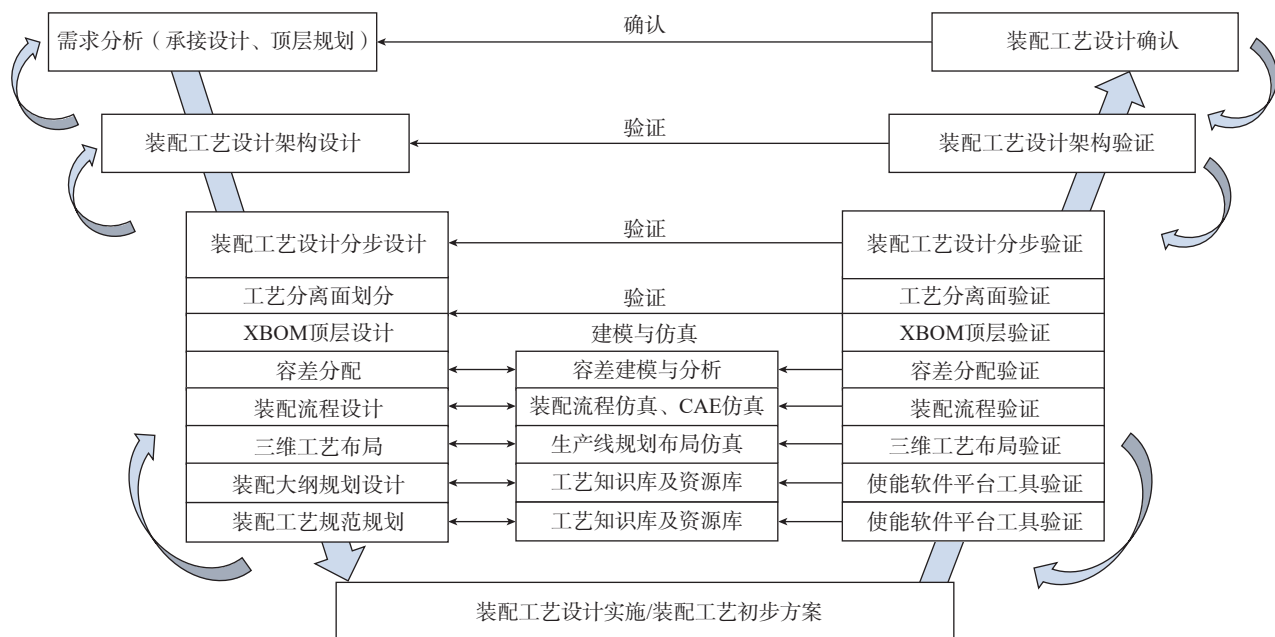 需求分析（承接设计、顶层规划）
确认
装配工艺设计确认
装配工艺设计架构设计
验证
装配工艺设计架构验证
装配工艺设计分步设计
验证
装配工艺设计分步验证
工艺分离面划分
验证
工艺分离面验证
XBOM顶层设计
建模与仿真
XBOM顶层验证
容差分配
容差建模与分析
容差分配验证
装配流程设计
装配流程仿真、CAE仿真
装配流程验证
三维工艺布局
生产线规划布局仿真
三维工艺布局验证
装配大纲规划设计
工艺知识库及资源库
使能软件平台工具验证
装配工艺规范规划
工艺知识库及资源库
使能软件平台工具验证
装配工艺设计实施/装配工艺初步方案